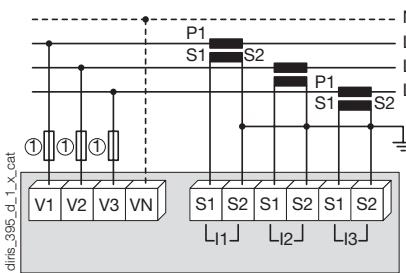 P1
S1 S2
P1
S1 S2
① ① ①
V1 V2 V3 VN S1 S2 S1 S2 S1 S2
I1 I2 I3
diris_395_d_1_x_cat